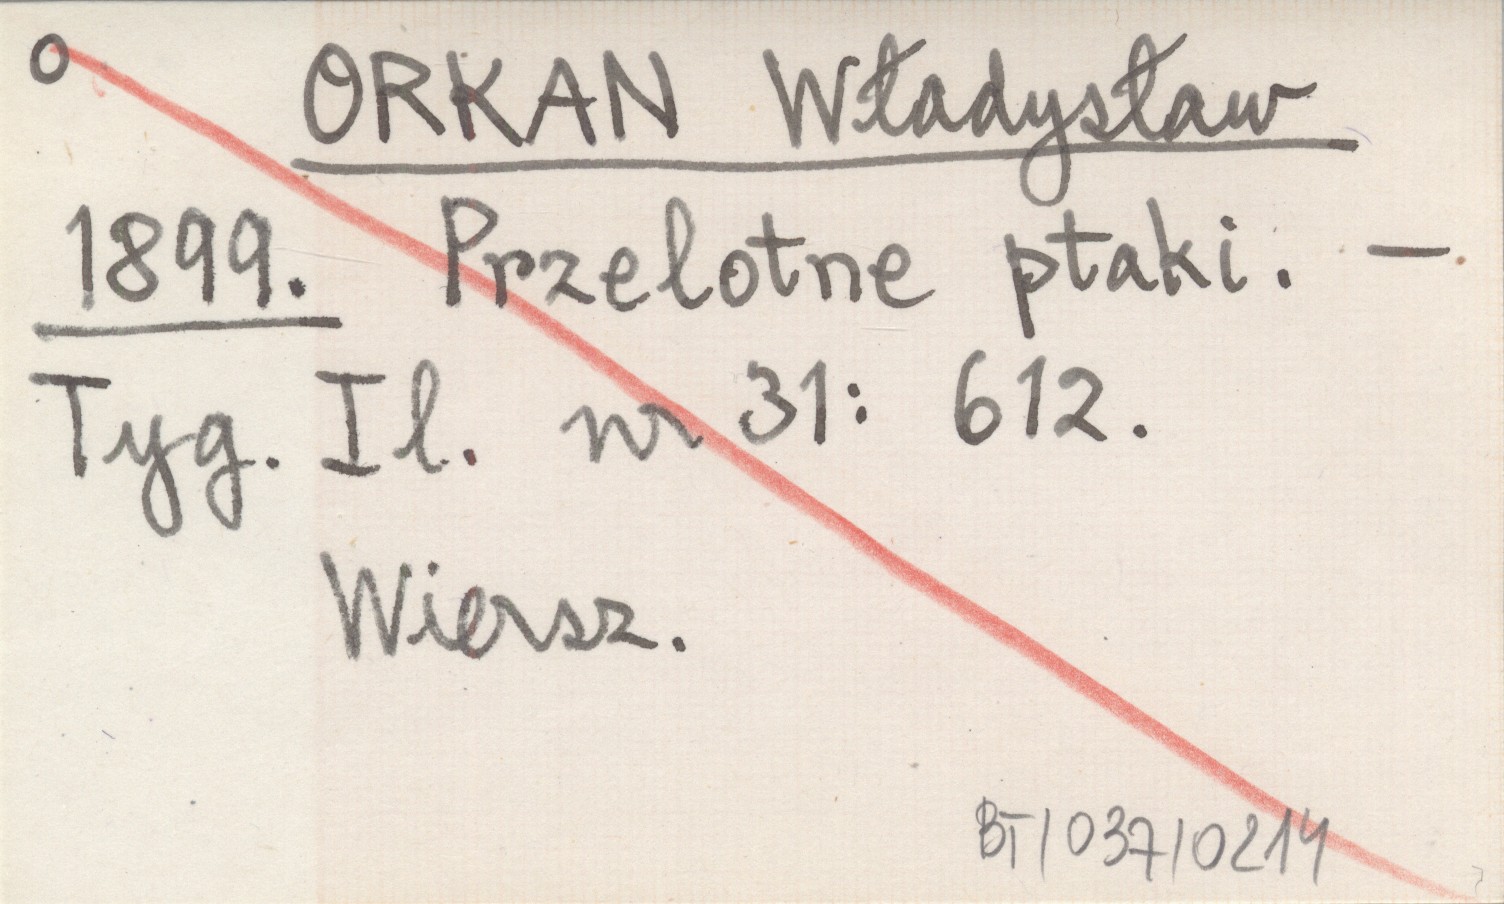 o ORKAN Władysław
1899. Przelotne ptaki. —
Tyg. Il. nr 31: 612.
Wiersz.
BT/037/0214